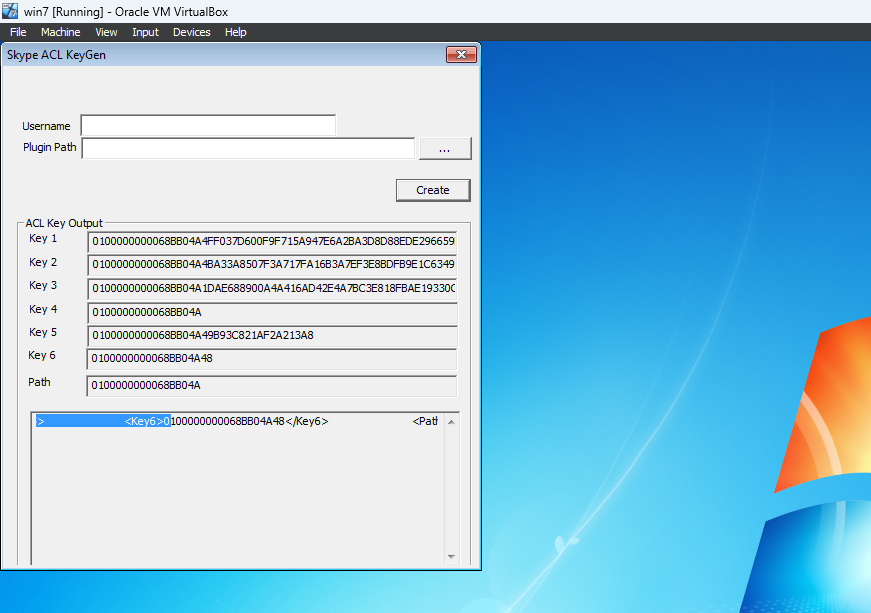 win7 [Running] - Oracle VM VirtualBox
File Machine View Input Devices Help
Skype ACL KeyGen
Username
Plugin Path ...
Create
ACL Key Output
Key 1 0100000000068BB04A4FF037D600F9F715A947E6A2BA3D8D88EDE296659
Key 2 0100000000068BB04A4BA33A8507F3A717FA16B3A7EF3E8BDFB9E1C6349
Key 3 0100000000068BB04A1DAE688900A4A416AD42E4A7BC3E818FBAE19330C
Key 4 0100000000068BB04A
Key 5 0100000000068BB04A49B93C821AF2A213A8
Key 6 0100000000068BB04A48
Path 0100000000068BB04A
> <Key6>0100000000068BB04A48</Key6> <Path